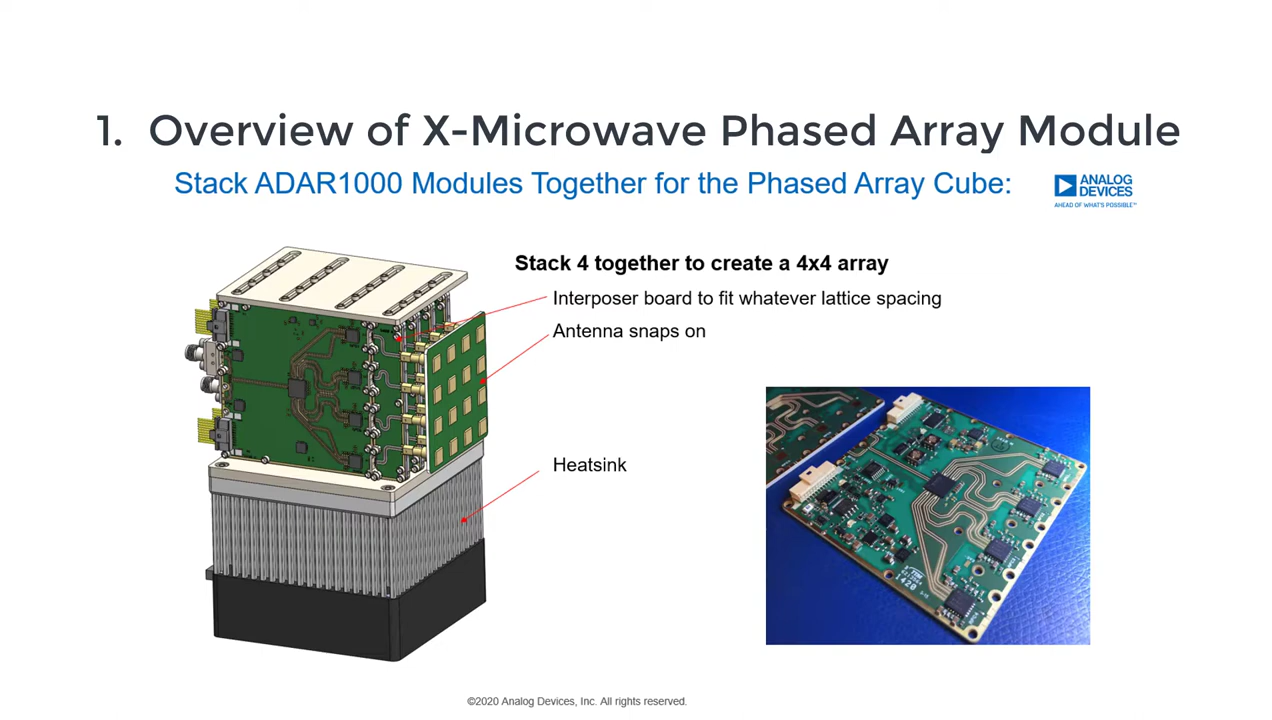 1. Overview of X-Microwave Phased Array Module
Stack ADAR1000 Modules Together for the Phased Array Cube:
ANALOG
DEVICES
AHEAD OF WHAT'S POSSIBLE™
Stack 4 together to create a 4x4 array
Interposer board to fit whatever lattice spacing
Antenna snaps on
Heatsink
©2020 Analog Devices, Inc. All rights reserved.